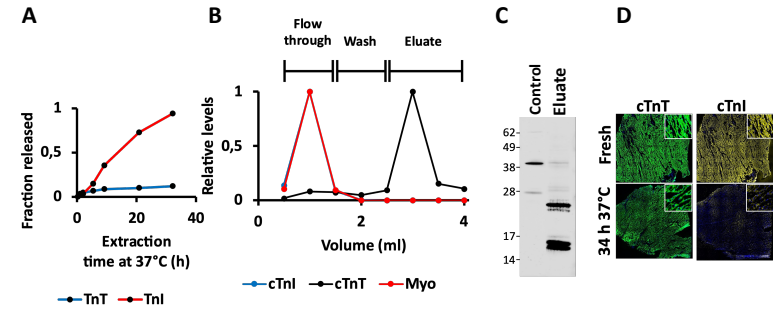 A
B
C
D
Flow
through
Wash
Eluate
Fraction released
1
0,5
0
0
20
40
Extraction
time at 37°C (h)
TnT
TnI
Relative levels
1
0,5
0
0
2
4
Volume (ml)
cTnI
cTnT
Myo
Control
Eluate
62
49
38
28
17
14
cTnT
cTnI
Fresh
34 h 37°C